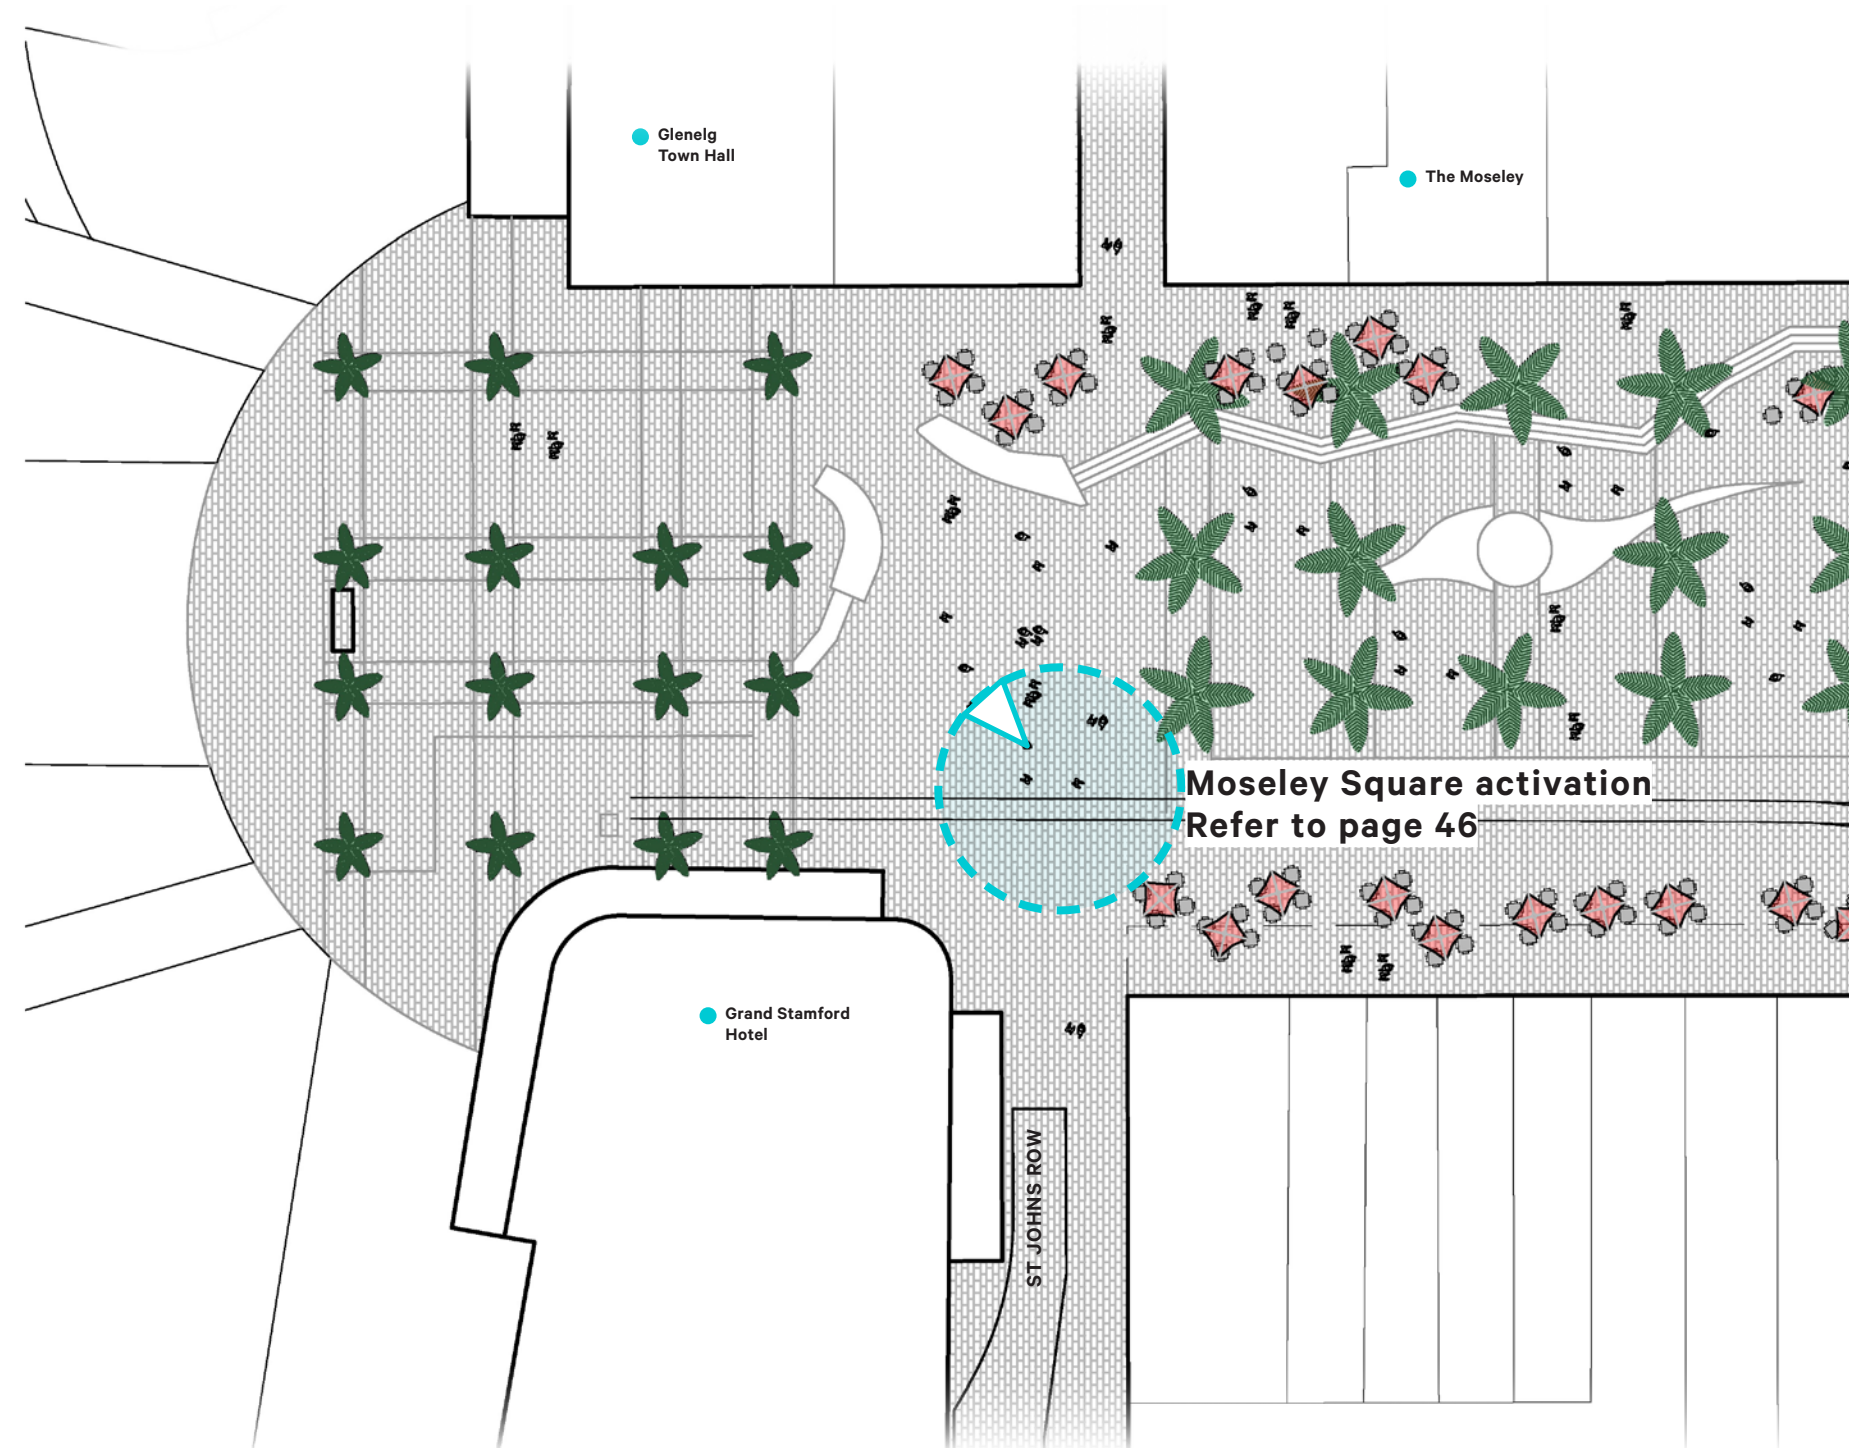 Glenelg
Town Hall
The Moseley
Moseley Square activation
Refer to page 46
Grand Stamford
Hotel
ST JOHNS ROW